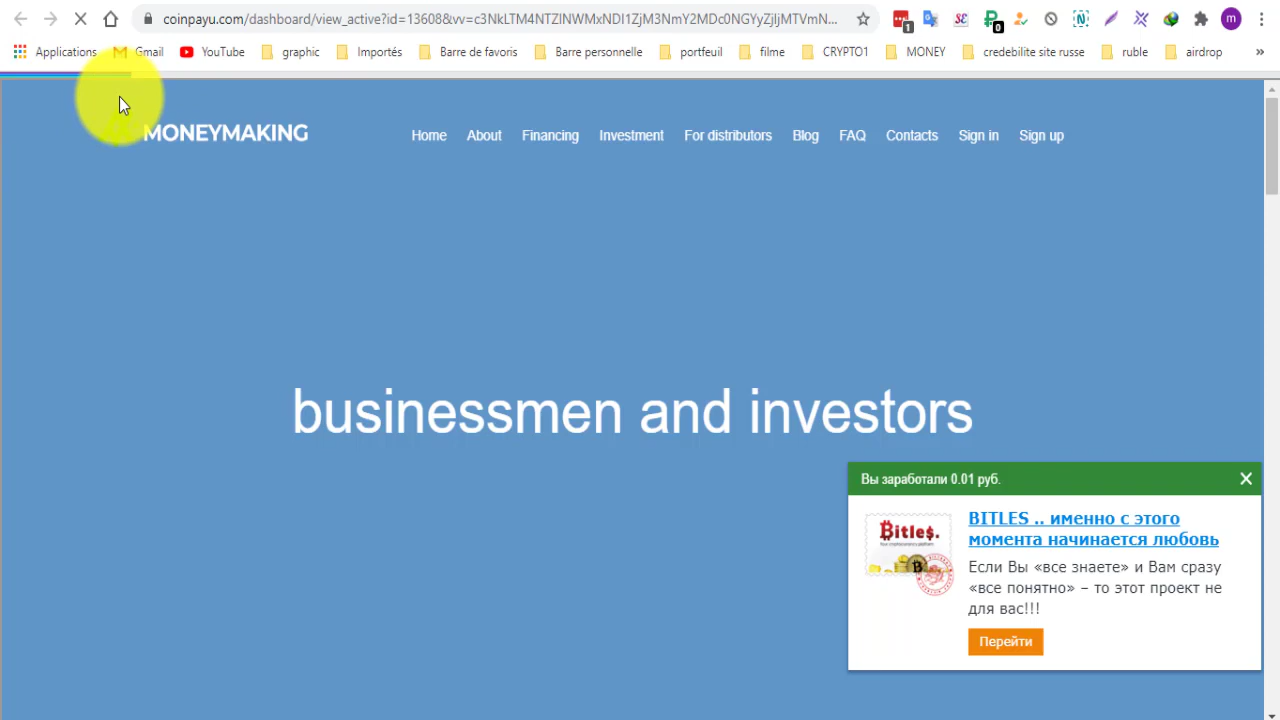 coinpayu.com/dashboard/view_active?id=13608&vv=c3NkLTM4NTZlNWMxNDI1ZjM3NmY2MDc0NGYyZjljMTVmN...
1
0
m
Applications
Gmail
YouTube
graphic
Importés
Barre de favoris
Barre personnelle
portfeuil
filme
CRYPTO1
MONEY
credebilite site russe
ruble
airdrop
»
MONEYMAKING
Home
About
Financing
Investment
For distributors
Blog
FAQ
Contacts
Sign in
Sign up
businessmen and investors
Вы заработали 0.01 руб.
Bitles.
BITLES .. именно с этого
момента начинается любовь
Если Вы «все знаете» и Вам сразу
«все понятно» – то этот проект не
для вас!!!
Перейти